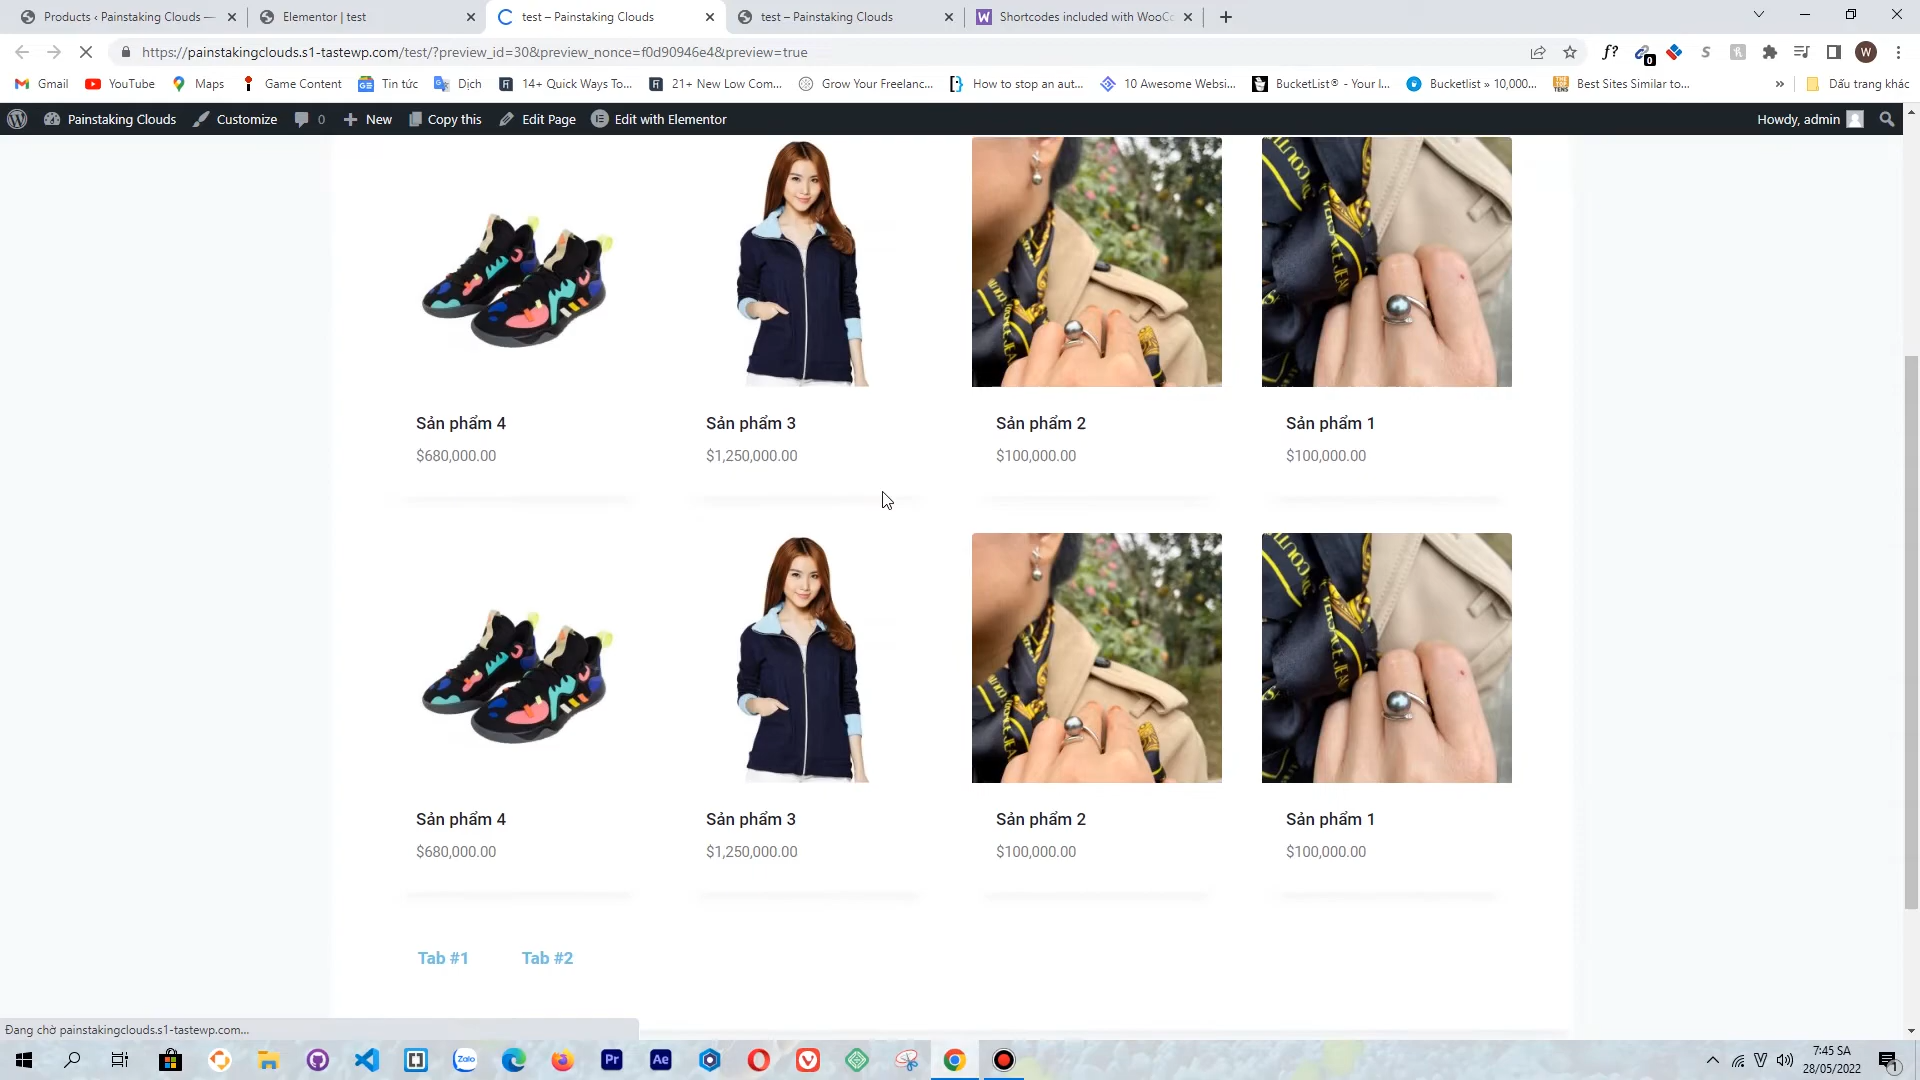 Products ‹ Painstaking Clouds —
Elementor | test
test – Painstaking Clouds
test – Painstaking Clouds
Shortcodes included with WooCo
https://painstakingclouds.s1-tastewp.com/test/?preview_id=30&preview_nonce=f0d90946e4&preview=true
f?
S
0
W
Gmail
YouTube
Maps
Game Content
Tin tức
Dịch
14+ Quick Ways To...
21+ New Low Com...
Grow Your Freelanc...
How to stop an aut...
10 Awesome Websi...
BucketList® - Your I...
Bucketlist » 10,000...
Best Sites Similar to...
»
Dấu trang khác
Painstaking Clouds
Customize
0
New
Copy this
Edit Page
Edit with Elementor
Howdy, admin
Sản phẩm 4
Sản phẩm 3
Sản phẩm 2
Sản phẩm 1
$680,000.00
$1,250,000.00
$100,000.00
$100,000.00
Sản phẩm 4
Sản phẩm 3
Sản phẩm 2
Sản phẩm 1
$680,000.00
$1,250,000.00
$100,000.00
$100,000.00
Tab #1
Tab #2
Đang chờ painstakingclouds.s1-tastewp.com...
Zalo
Pr
Ae
V
7:45 SA
28/05/2022
1